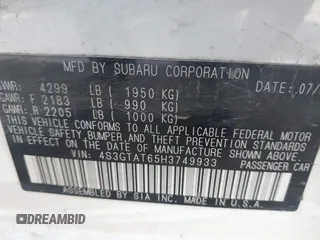 MFD BY SUBARU CORPORATION DATE: 07/
GVWR: 4299 LB ( 1950 KG)
GAWR: F 2183 LB ( 990 KG)
GAWR: R 2205 LB ( 1000 KG)
THIS VEHICLE CONFORMS TO ALL APPLICABLE FEDERAL MOTOR
VEHICLE SAFETY, BUMPER, AND THEFT
PREVENTION STANDARDS IN EFFECT ON THE DATE OF
MANUFACTURE SHOWN ABOVE.
4S3GTAT65H3749933 PASSENGER CAR
ASSEMBLED BY SIA INC. MADE IN U.S.A.
DREAMBID